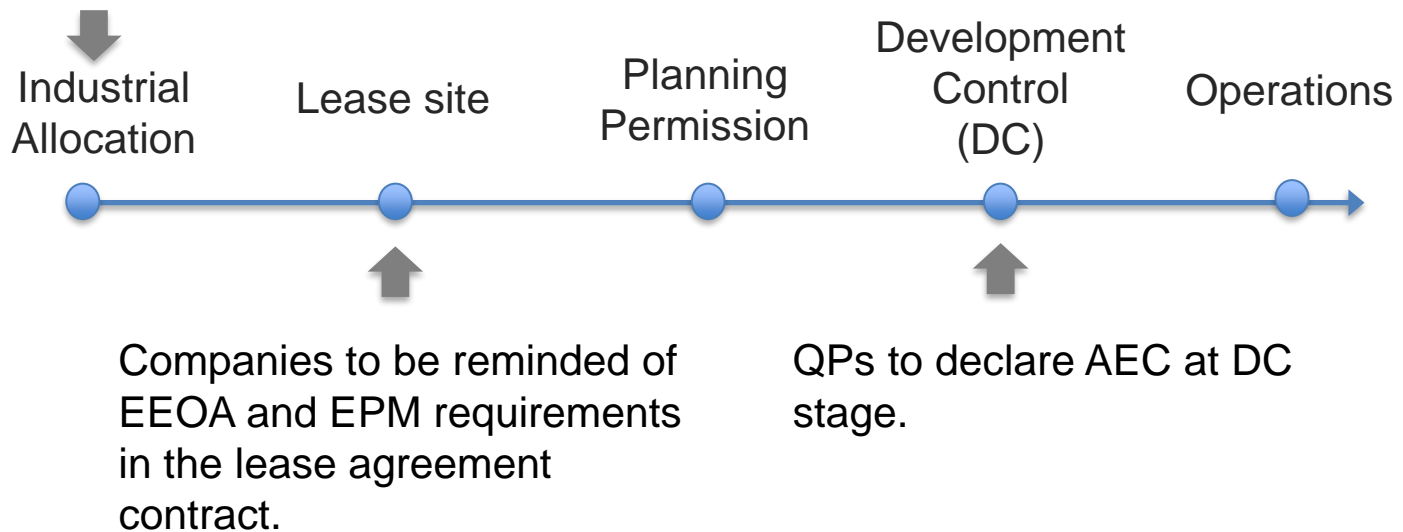 Industrial
Allocation
Lease site
Planning
Permission
Development
Control
(DC)
Operations
Companies to be reminded of
EEOA and EPM requirements
in the lease agreement
contract.
QPs to declare AEC at DC
stage.